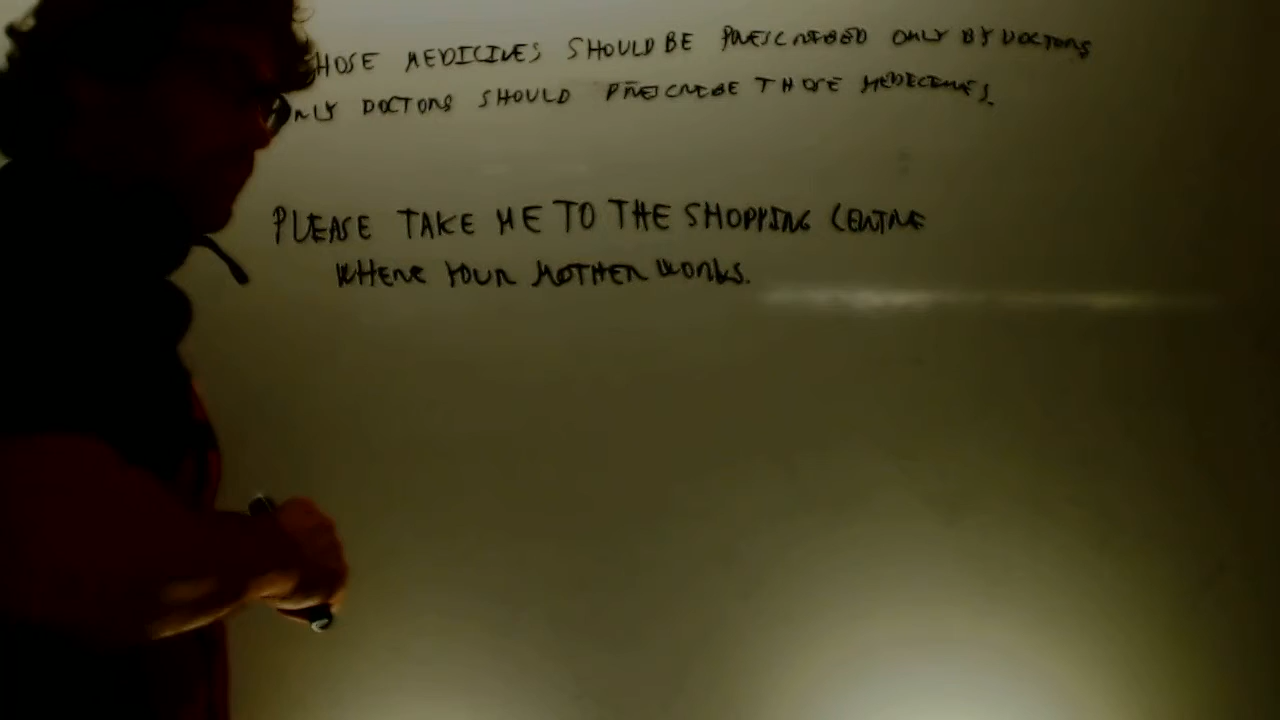 HOSE MEDICINES SHOULD BE PRESCRIBED ONLY BY DOCTORS
NLY DOCTORS SHOULD PRESCRIBE THOSE MEDECINES.
PLEASE TAKE ME TO THE SHOPPING CENTRE
WHERE YOUR MOTHER WORKS.